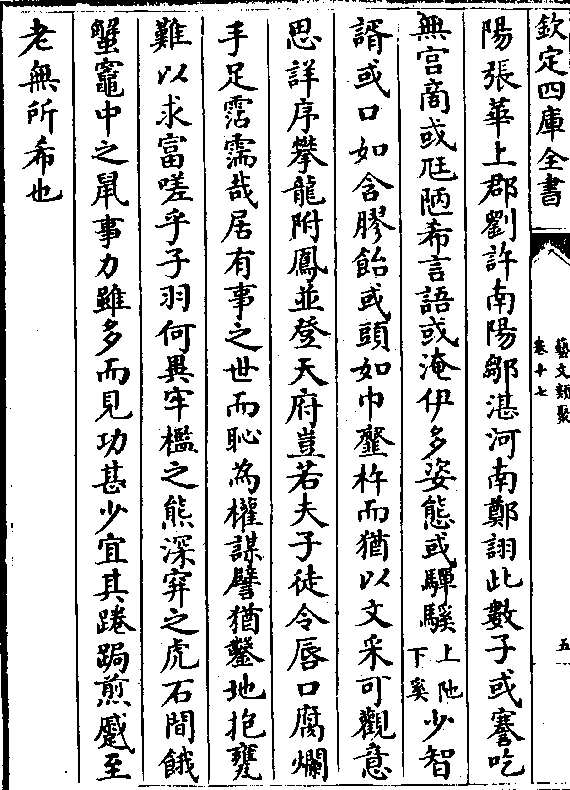 欽定四庫全書
藝文類聚
卷十七
五
陽張華上郡劉許南陽鄒湛河南鄭詡此數子或謇吃
無宫商或尫陋希言語或淹伊多姿態或驒騱上陁下奚少智
諝或口如含膠飴或頭如巾虀杵而猶以文采可觀意
思詳序攀龍附鳳並登天府豈若夫子徒令唇口腐爛
手足霑濡哉居有事之世而恥為權謀譬猶鑿地抱甕
難以求富嗟乎子羽何異牢檻之熊深穽之虎石間餓
蟹竈中之鼠事力雖多而見功甚少宜其踡跼煎蹙至
老無所希也